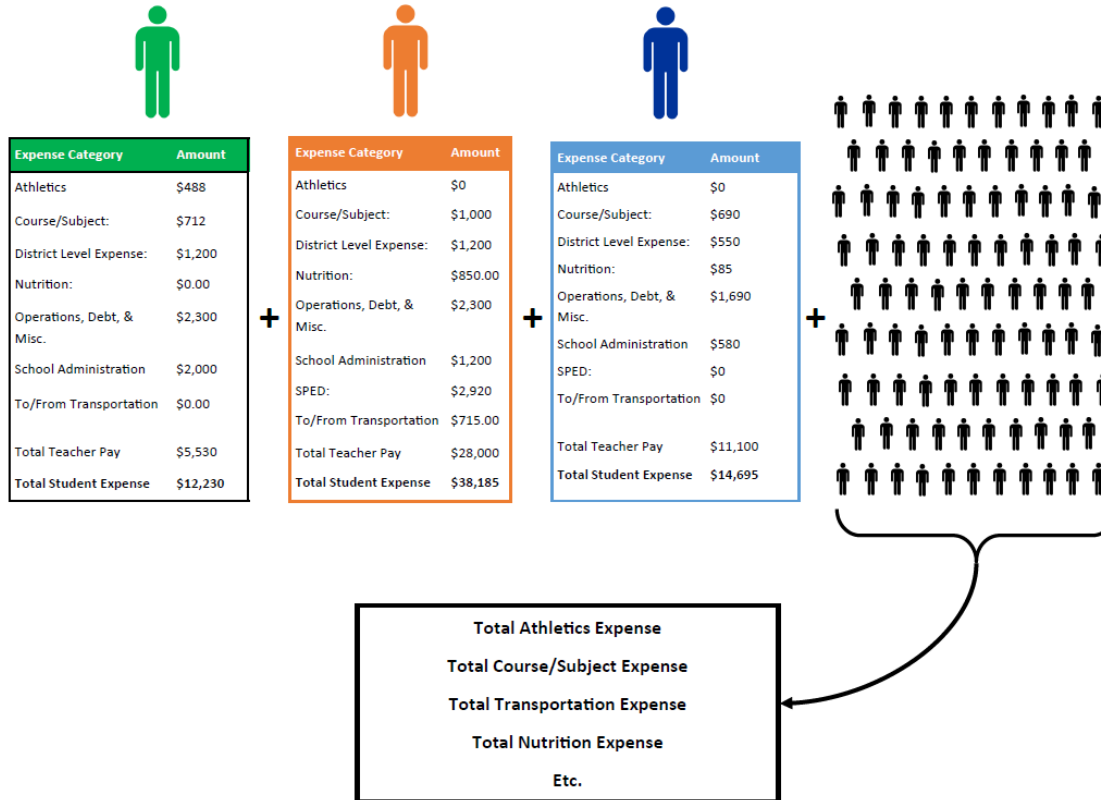 Expense Category Amount
Athletics $488
Course/Subject: $712
District Level Expense: $1,200
Nutrition: $0.00
Operations, Debt, & $2,300
Misc.
School Administration $2,000
To/From Transportation $0.00
Total Teacher Pay $5,530
Total Student Expense $12,230
+
Expense Category Amount
Athletics $0
Course/Subject: $1,000
District Level Expense: $1,200
Nutrition: $850.00
Operations, Debt, & $2,300
Misc.
School Administration $1,200
SPED: $2,920
To/From Transportation $715.00
Total Teacher Pay $28,000
Total Student Expense $38,185
+
Expense Category Amount
Athletics $0
Course/Subject: $690
District Level Expense: $550
Nutrition: $85
Operations, Debt, & $1,690
Misc.
School Administration $580
SPED: $0
To/From Transportation $0
Total Teacher Pay $11,100
Total Student Expense $14,695
+
Total Athletics Expense
Total Course/Subject Expense
Total Transportation Expense
Total Nutrition Expense
Etc.